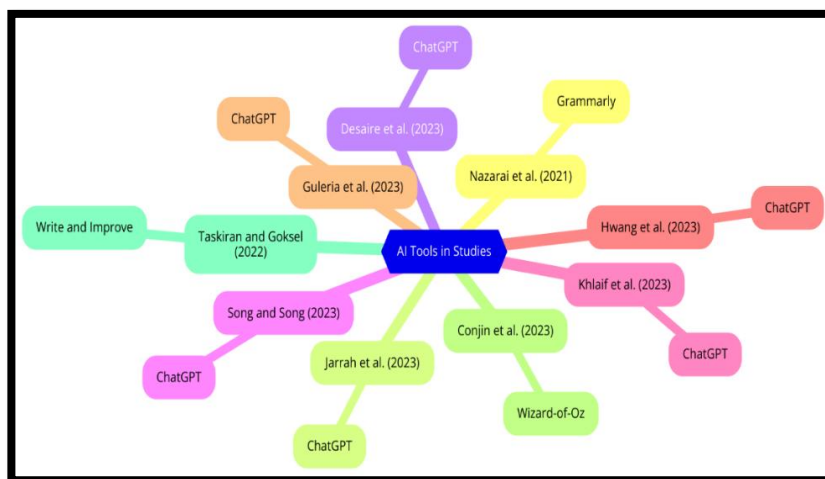 ChatGPT
Grammarly
ChatGPT
Desaire et al. (2023)
Nazarai et al. (2021)
Guleria et al. (2023)
ChatGPT
Write and Improve
Taskiran and Goksel
(2022)
AI Tools in Studies
Hwang et al. (2023)
Khlaif et al. (2023)
Song and Song (2023)
Conjin et al. (2023)
ChatGPT
Jarrah et al. (2023)
ChatGPT
Wizard-of-Oz
ChatGPT